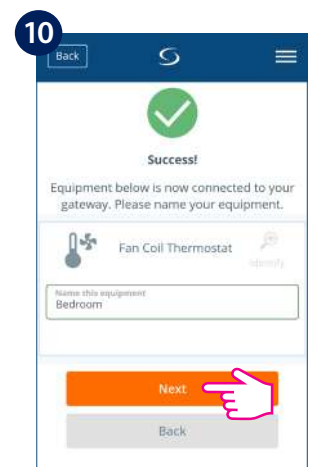 10
Back
Success!
Equipment below is now connected to your
gateway. Please name your equipment.
Fan Coil Thermostat
Identify
Name this equipment
Bedroom
Next
Back